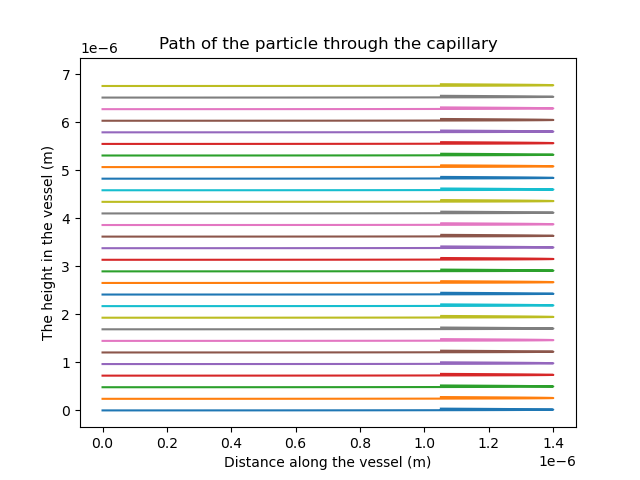 Path of the particle through the capillary
1e−6
The height in the vessel (m)
7
6
5
4
3
2
1
0
0.0 0.2 0.4 0.6 0.8 1.0 1.2 1.4
Distance along the vessel (m)
1e−6